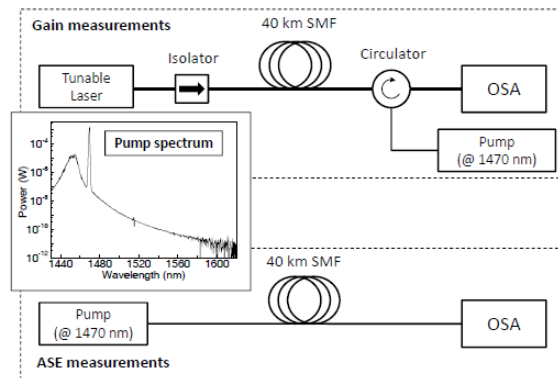 Gain measurements
40 km SMF
Isolator
Circulator
Tunable
Laser
OSA
Pump
(@ 1470 nm)
Pump spectrum
Power (W)
10⁻⁴
10⁻⁶
10⁻⁸
10⁻¹⁰
10⁻¹²
1440 1480 1520 1560 1600
Wavelength (nm)
40 km SMF
Pump
(@ 1470 nm)
OSA
ASE measurements